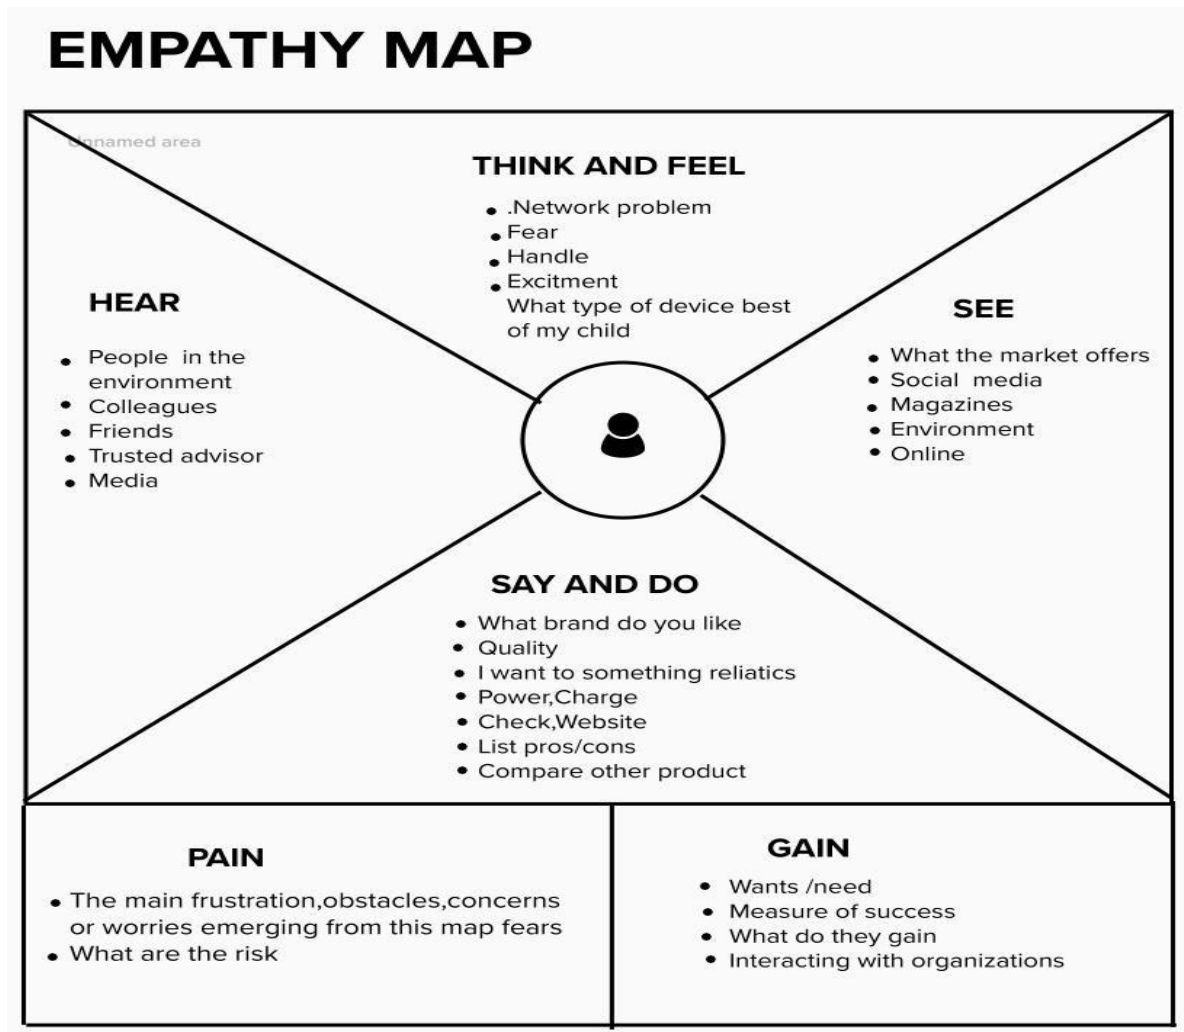 EMPATHY MAP
Unnamed area
THINK AND FEEL
.Network problem
Fear
Handle
Excitment
What type of device best
of my child
HEAR
People in the
environment
Colleagues
Friends
Trusted advisor
Media
SEE
What the market offers
Social media
Magazines
Environment
Online
SAY AND DO
What brand do you like
Quality
I want to something reliatics
Power,Charge
Check,Website
List pros/cons
Compare other product
PAIN
The main frustration,obstacles,concerns
or worries emerging from this map fears
What are the risk
GAIN
Wants /need
Measure of success
What do they gain
Interacting with organizations